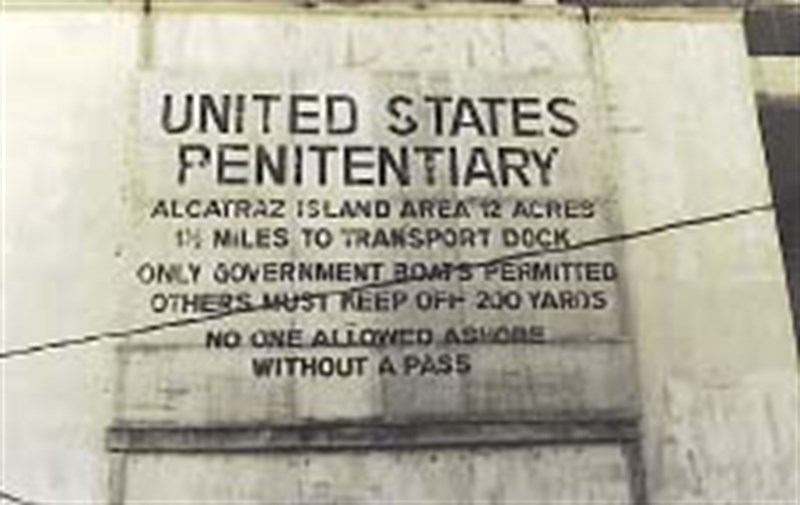 UNITED STATES
PENITENTIARY
ALCATRAZ ISLAND AREA 12 ACRES
1½ MILES TO TRANSPORT DOCK
ONLY GOVERNMENT BOATS PERMITTED
OTHERS MUST KEEP OFF 200 YARDS
NO ONE ALLOWED ASHORE
WITHOUT A PASS